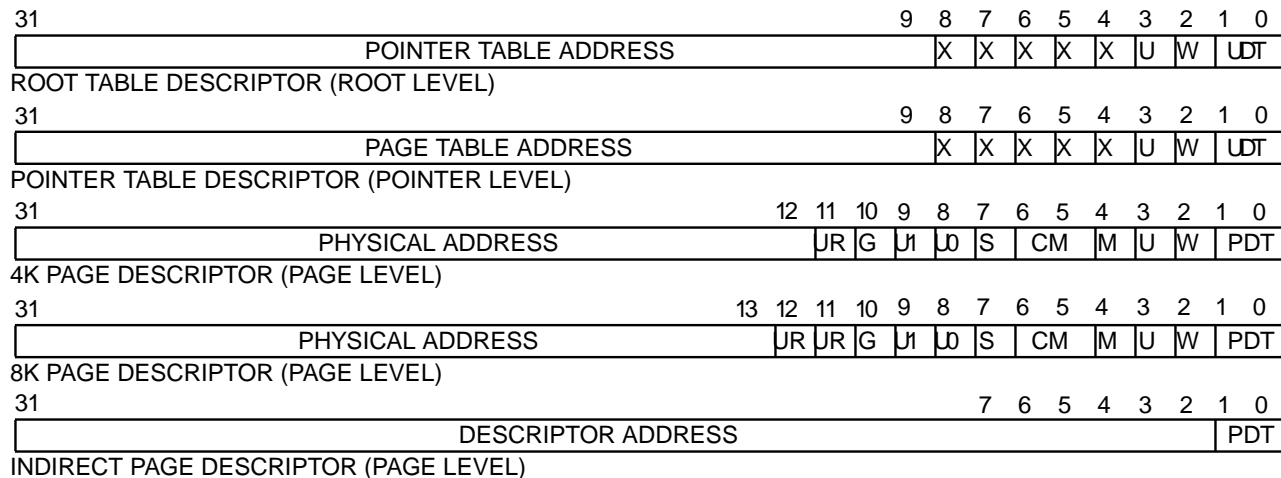 31 9 8 7 6 5 4 3 2 1 0
POINTER TABLE ADDRESS X X X X X U W UDT
ROOT TABLE DESCRIPTOR (ROOT LEVEL)
31 9 8 7 6 5 4 3 2 1 0
PAGE TABLE ADDRESS X X X X X U W UDT
POINTER TABLE DESCRIPTOR (POINTER LEVEL)
31 12 11 10 9 8 7 6 5 4 3 2 1 0
PHYSICAL ADDRESS UR G U1 U0 S CM M U W PDT
4K PAGE DESCRIPTOR (PAGE LEVEL)
31 13 12 11 10 9 8 7 6 5 4 3 2 1 0
PHYSICAL ADDRESS UR UR G U1 U0 S CM M U W PDT
8K PAGE DESCRIPTOR (PAGE LEVEL)
31 7 6 5 4 3 2 1 0
DESCRIPTOR ADDRESS PDT
INDIRECT PAGE DESCRIPTOR (PAGE LEVEL)